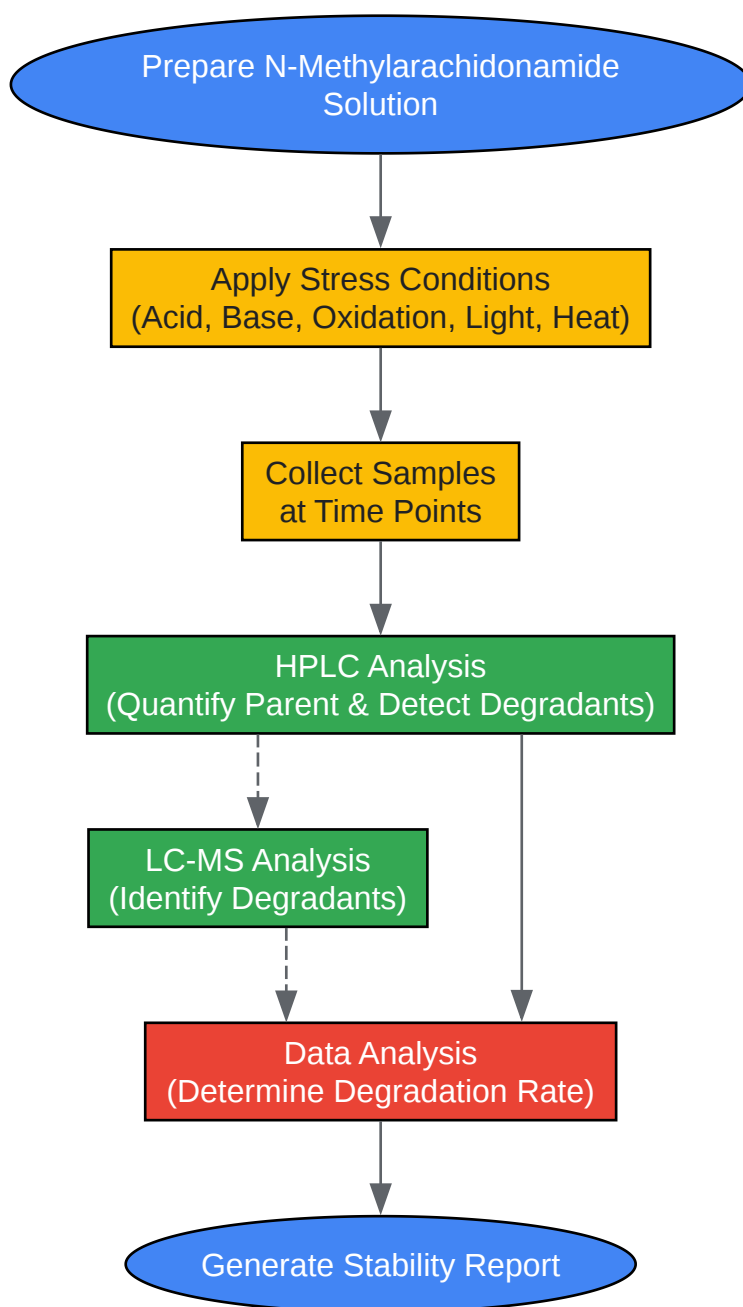 Prepare N-Methylarachidonamide
Solution
Apply Stress Conditions
(Acid, Base, Oxidation, Light, Heat)
Collect Samples
at Time Points
HPLC Analysis
(Quantify Parent & Detect Degradants)
LC-MS Analysis
(Identify Degradants)
Data Analysis
(Determine Degradation Rate)
Generate Stability Report